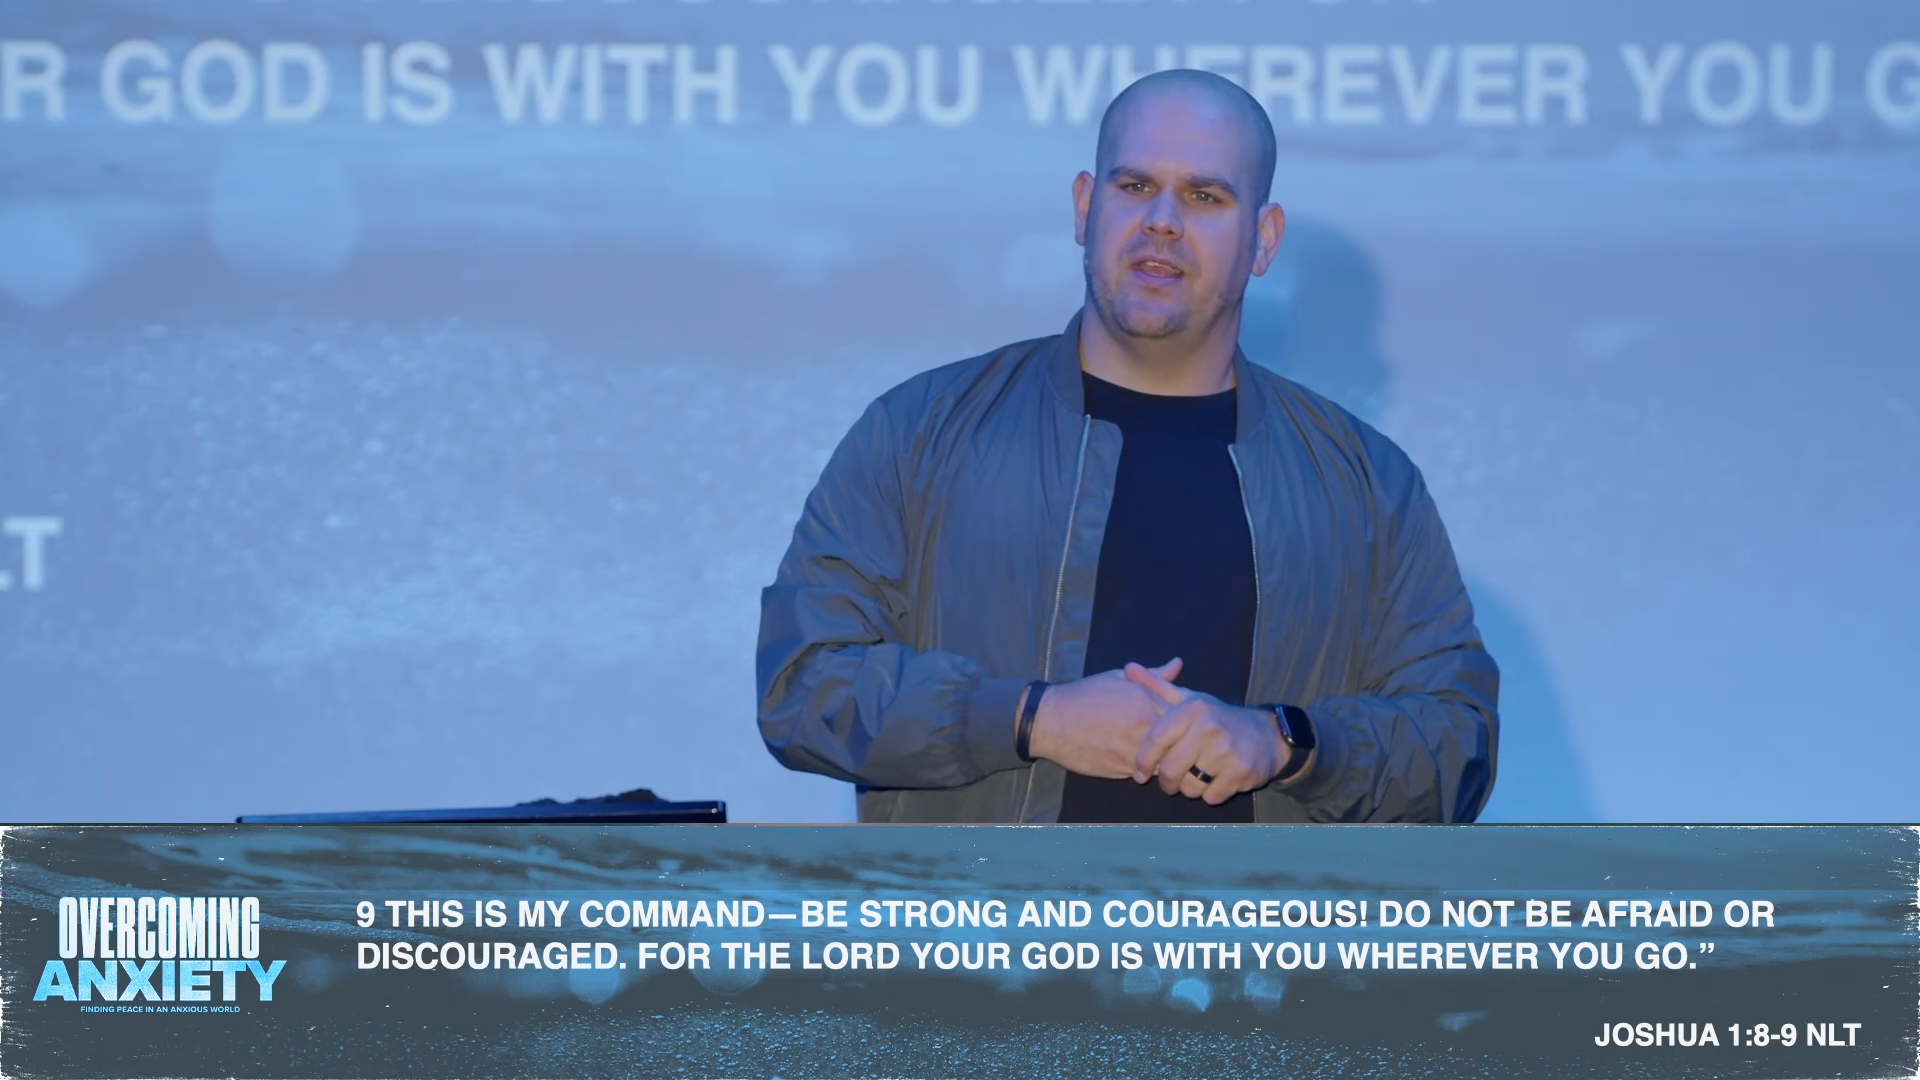 R GOD IS WITH YOU WHEREVER YOU G
LT
OVERCOMING
ANXIETY
FINDING PEACE IN AN ANXIOUS WORLD
9 THIS IS MY COMMAND—BE STRONG AND COURAGEOUS! DO NOT BE AFRAID OR
DISCOURAGED. FOR THE LORD YOUR GOD IS WITH YOU WHEREVER YOU GO.”
JOSHUA 1:8-9 NLT